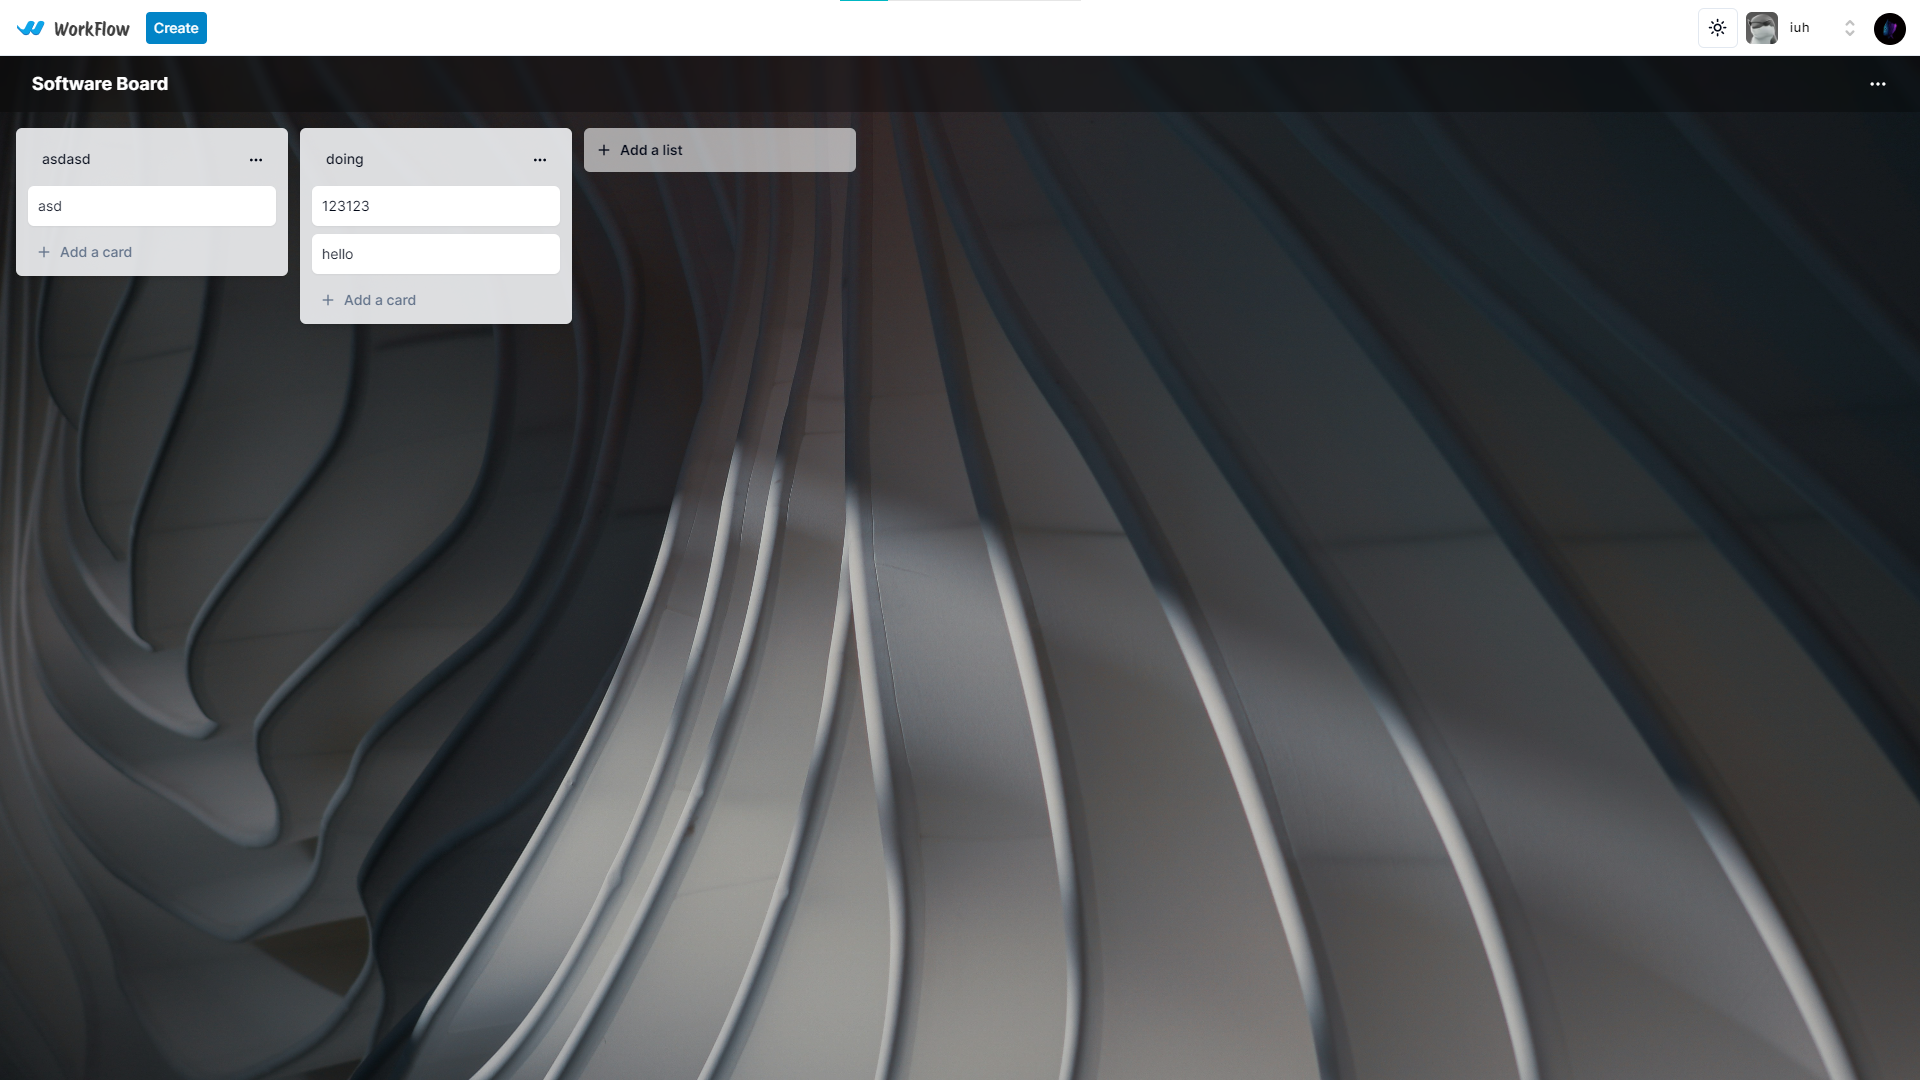 WorkFlow
Create
iuh
Software Board
asdasd
asd
Add a card
doing
123123
hello
Add a card
Add a list